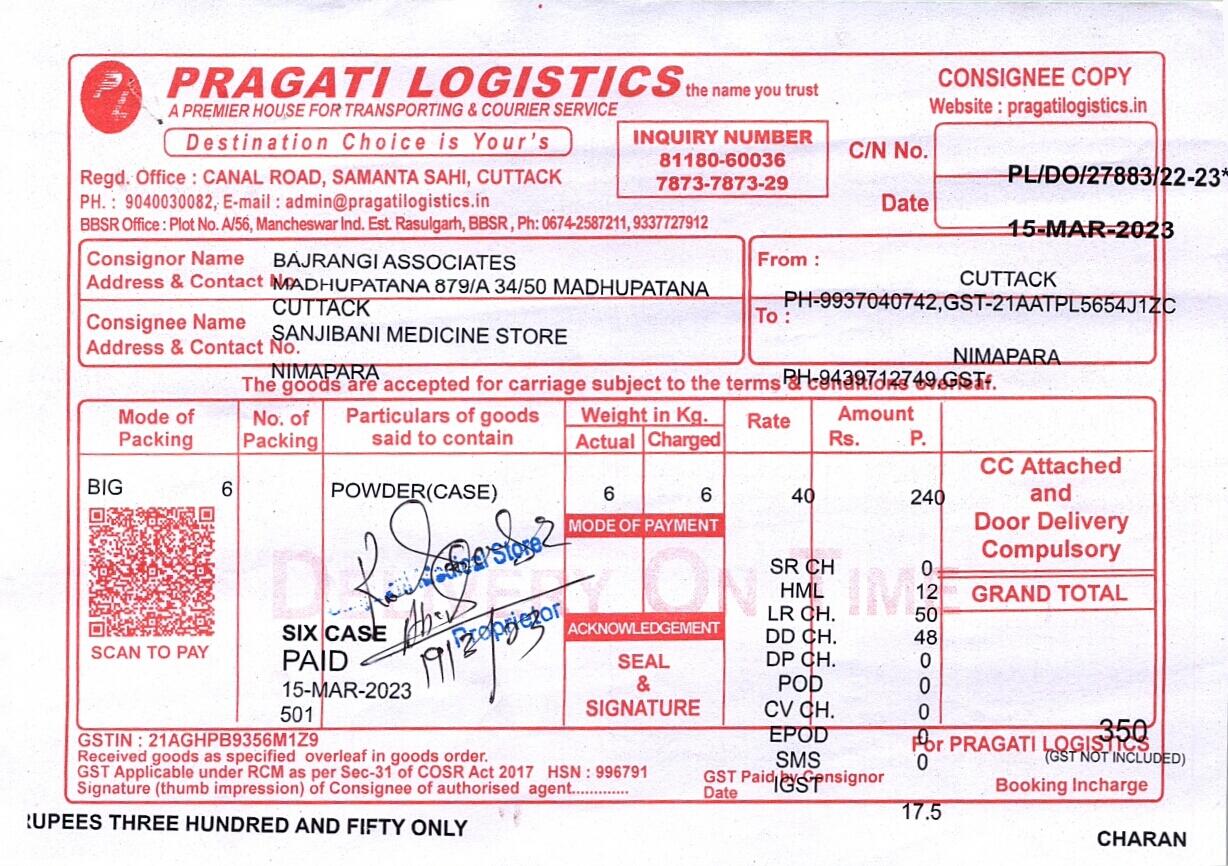 PRAGATI LOGISTICS the name you trust
A PREMIER HOUSE FOR TRANSPORTING & COURIER SERVICE
Destination Choice is Your's
CONSIGNEE COPY
Website : pragatilogistics.in
INQUIRY NUMBER
81180-60036
7873-7873-29
C/N No.
PL/DO/27883/22-23*
Date
15-MAR-2023
Regd. Office : CANAL ROAD, SAMANTA SAHI, CUTTACK
PH. : 9040030082, E-mail : admin@pragatilogistics.in
BBSR Office : Plot No. A/56, Mancheswar Ind. Est. Rasulgarh, BBSR , Ph: 0674-2587211, 9337727912
Consignor Name BAJRANGI ASSOCIATES
Address & Contact No. MADHUPATANA 879/A 34/50 MADHUPATANA
CUTTACK
Consignee Name SANJIBANI MEDICINE STORE
Address & Contact No.
NIMAPARA
From :
CUTTACK
PH-9937040742,GST-21AATPL5654J1ZC
To :
NIMAPARA
PH-9439712749,GST-
The goods are accepted for carriage subject to the terms & conditions overleaf.
Mode of Packing
No. of Packing
Particulars of goods said to contain
Weight in Kg.
Actual Charged
Rate
Amount
Rs. P.
BIG 6
POWDER(CASE)
6 6 40 240
CC Attached
and
Door Delivery
Compulsory
GRAND TOTAL
MODE OF PAYMENT
DELIVERY ON TIME
Medical Store
Proprietor
SCAN TO PAY
SIX CASE
PAID
15-MAR-2023
501
ACKNOWLEDGEMENT
SEAL
&
SIGNATURE
SR CH 0
HML 12
LR CH. 50
DD CH. 48
DP CH. 0
POD 0
CV CH. 0
EPOD 0
SMS 0
IGST
17.5
350
For PRAGATI LOGISTICS
(GST NOT INCLUDED)
Booking Incharge
GSTIN : 21AGHPB9356M1Z9
Received goods as specified overleaf in goods order.
GST Applicable under RCM as per Sec-31 of COSR Act 2017 HSN : 996791
Signature (thumb impression) of Consignee of authorised agent.............
GST Paid by Consignor
Date
RUPEES THREE HUNDRED AND FIFTY ONLY
CHARAN